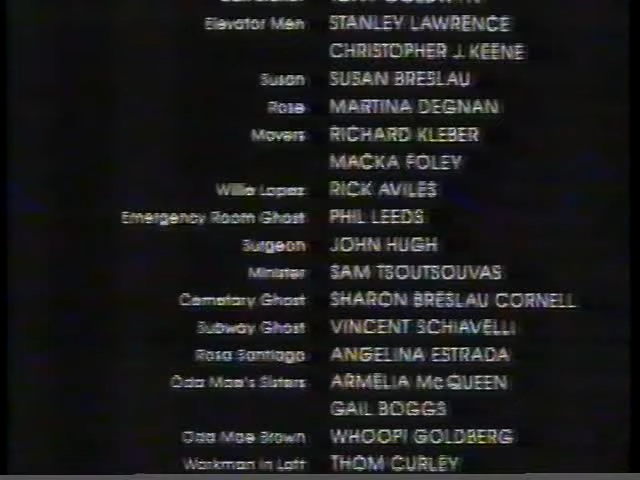 Elevator Men STANLEY LAWRENCE
CHRISTOPHER J. KEENE
Susan SUSAN BRESLAU
Rose MARTINA DEGNAN
Movers RICHARD KLEBER
MACKA FOLEY
Willie Lopez RICK AVILES
Emergency Room Ghost PHIL LEEDS
Surgeon JOHN HUGH
Minister SAM TSOUTSOUVAS
Cemetary Ghost SHARON BRESLAU CORNELL
Subway Ghost VINCENT SCHIAVELLI
Rosa Santiago ANGELINA ESTRADA
Oda Mae's Sisters ARMELIA McQUEEN
GAIL BOGGS
Oda Mae Brown WHOOPI GOLDBERG
Workman in Loft THOM CURLEY